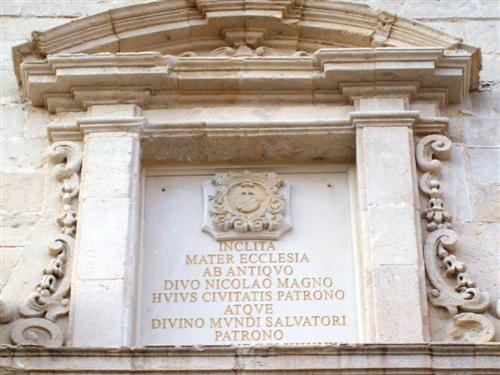 INCLITA
MATER ECCLESIA
AB ANTIQVO
DIVO NICOLAO MAGNO
HVIVS CIVITATIS PATRONO
ATQVE
DIVINO MVNDI SALVATORI
PATRONO